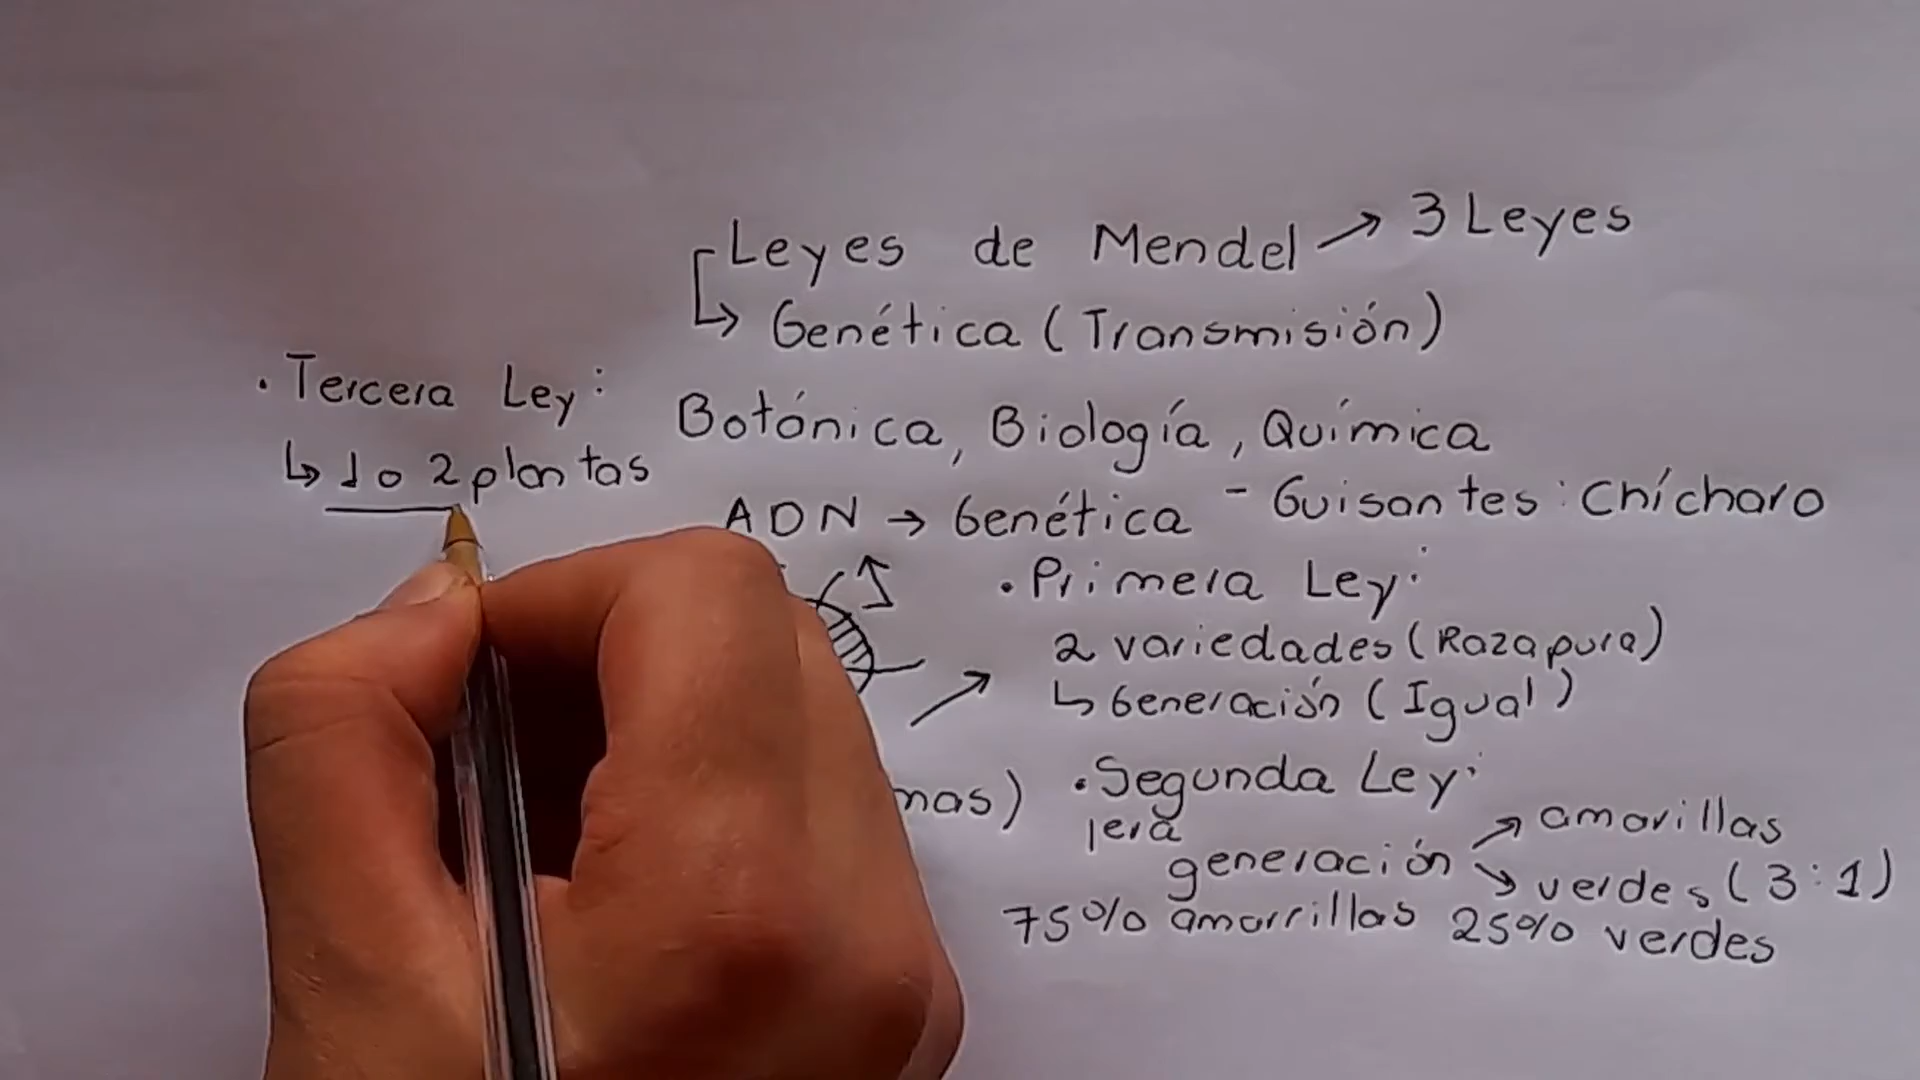 Leyes de Mendel → 3 Leyes
↳ Genética (Transmisión)
Botánica, Biología, Química
ADN → Genética - Guisantes: Chícharo
• Primera Ley:
2 variedades (Raza pura)
↳ Generación (Igual)
mas)
• Segunda Ley:
1era
generación ↗ amarillas
↘ verdes (3:1)
75% amarrillas 25% verdes
• Tercera Ley:
↳ 1 o 2 plantas